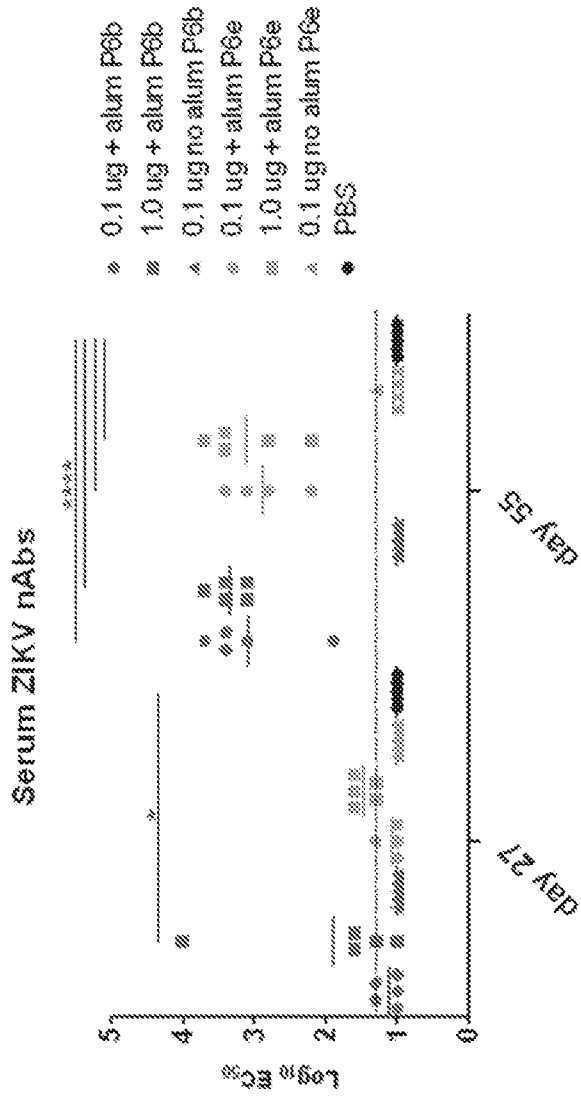 Serum ZIKV nAbs
Log10 EC50
5
4
3
2
1
0
*
****
day 27
day 55
0.1 ug + alum P6b
1.0 ug + alum P6b
0.1 ug no alum P6b
0.1 ug + alum P6e
1.0 ug + alum P6e
0.1 ug no alum P6e
PBS